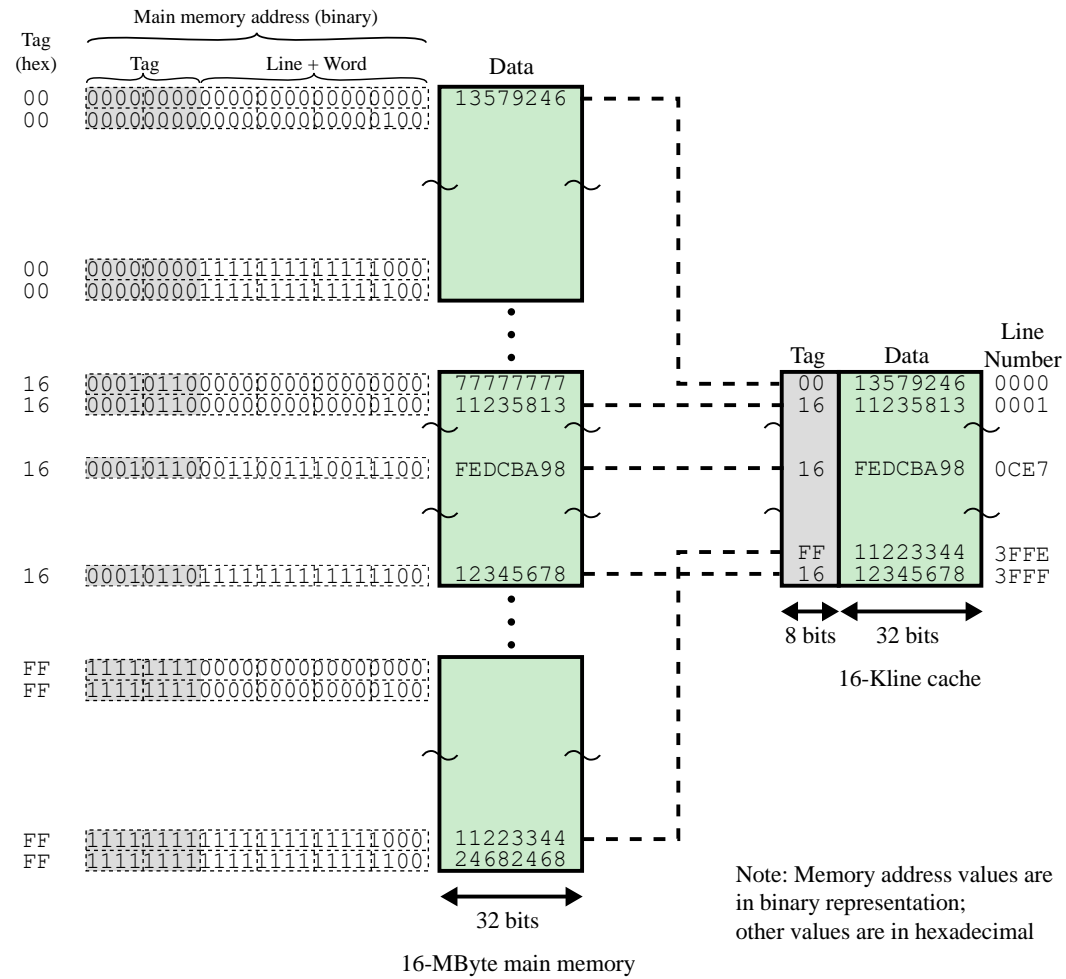 Main memory address (binary)
Tag
(hex)
Tag
Line + Word
Data
00
000000000000000000000000
13579246
00
000000000000000000000100
00
000000001111111111111000
00
000000001111111111111100
16
000101100000000000000000
77777777
16
000101100000000000000100
11235813
16
000101100011001110011100
FEDCBA98
16
000101101111111111111100
12345678
FF
111111110000000000000000
FF
111111110000000000000100
FF
111111111111111111111000
11223344
FF
111111111111111111111100
24682468
32 bits
16-MByte main memory
Tag
Data
Line
Number
00
13579246
0000
16
11235813
0001
16
FEDCBA98
0CE7
FF
11223344
3FFE
16
12345678
3FFF
8 bits
32 bits
16-Kline cache
Note: Memory address values are
in binary representation;
other values are in hexadecimal